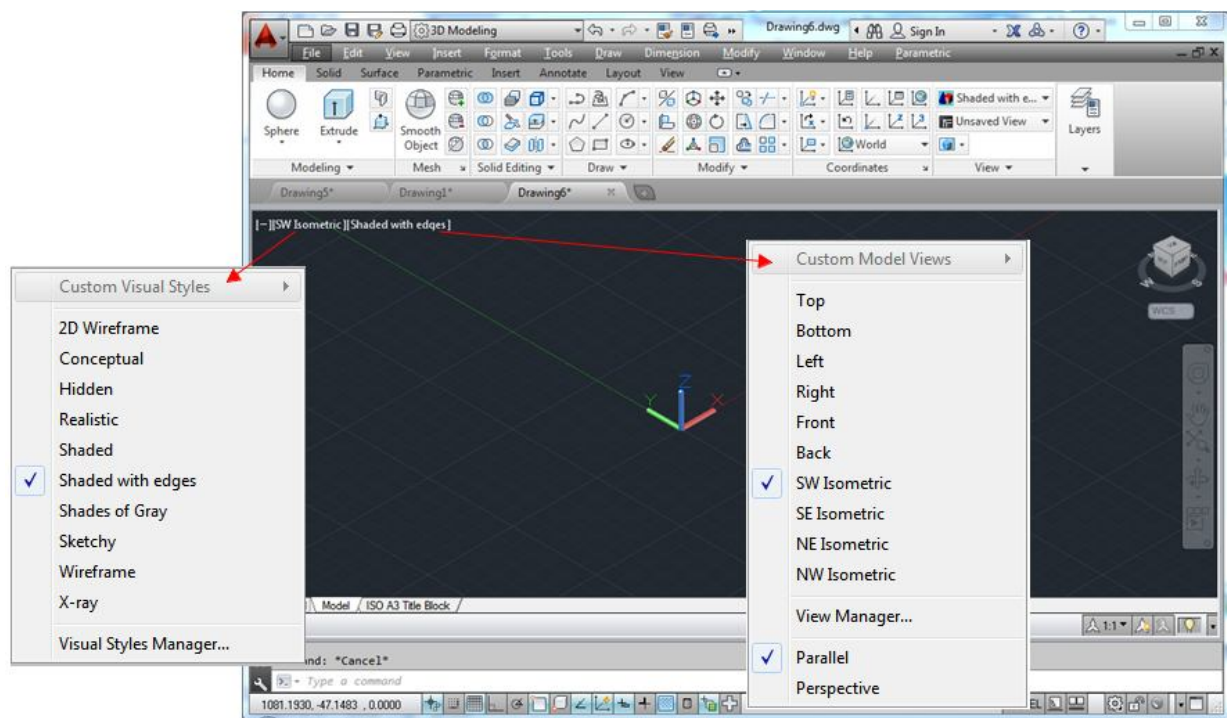 3D Modeling
Drawing6.dwg
Sign In
File Edit View Insert Format Tools Draw Dimension Modify Window Help Parametric
Home Solid Surface Parametric Insert Annotate Layout View
Shaded with e...
Unsaved View
Sphere Extrude Smooth Object
World
Layers
Modeling Mesh Solid Editing Draw Modify Coordinates View
Drawing5* Drawing1* Drawing6*
[−][SW Isometric][Shaded with edges]
Custom Visual Styles
2D Wireframe
Conceptual
Hidden
Realistic
Shaded
Shaded with edges
Shades of Gray
Sketchy
Wireframe
X-ray
Visual Styles Manager...
Custom Model Views
Top
Bottom
Left
Right
Front
Back
SW Isometric
SE Isometric
NE Isometric
NW Isometric
View Manager...
Parallel
Perspective
Z
Y X
WCS
Model ISO A3 Title Block
1:1
*Cancel*
Type a command
1081.1930, -47.1483 , 0.0000